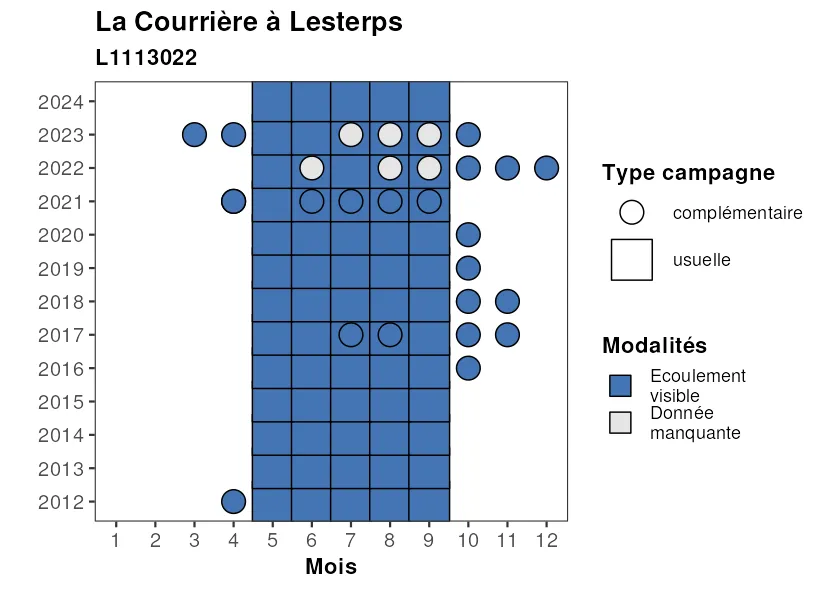 La Courrière à Lesterps
L1113022
2024
2023
2022
2021
2020
2019
2018
2017
2016
2015
2014
2013
2012
1 2 3 4 5 6 7 8 9 10 11 12
Mois
Type campagne
complémentaire
usuelle
Modalités
Ecoulement
visible
Donnée
manquante